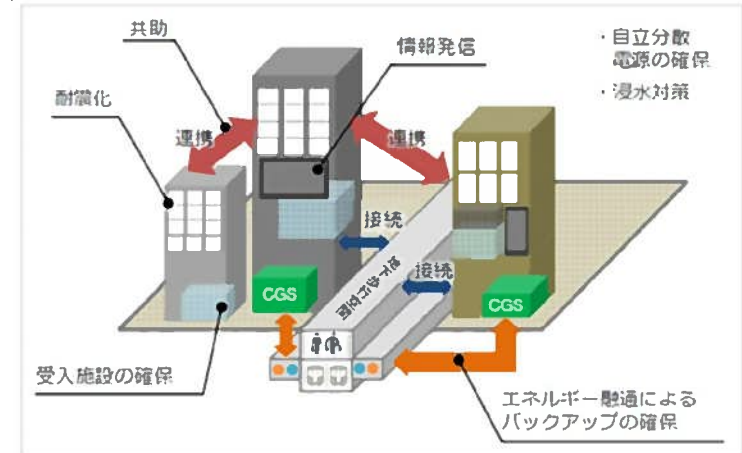 共助
情報発信
・自立分散
電源の確保
・浸水対策
耐震化
連携
連携
接続
接続
CGS
CGS
受入施設の確保
エネルギー融通による
バックアップの確保